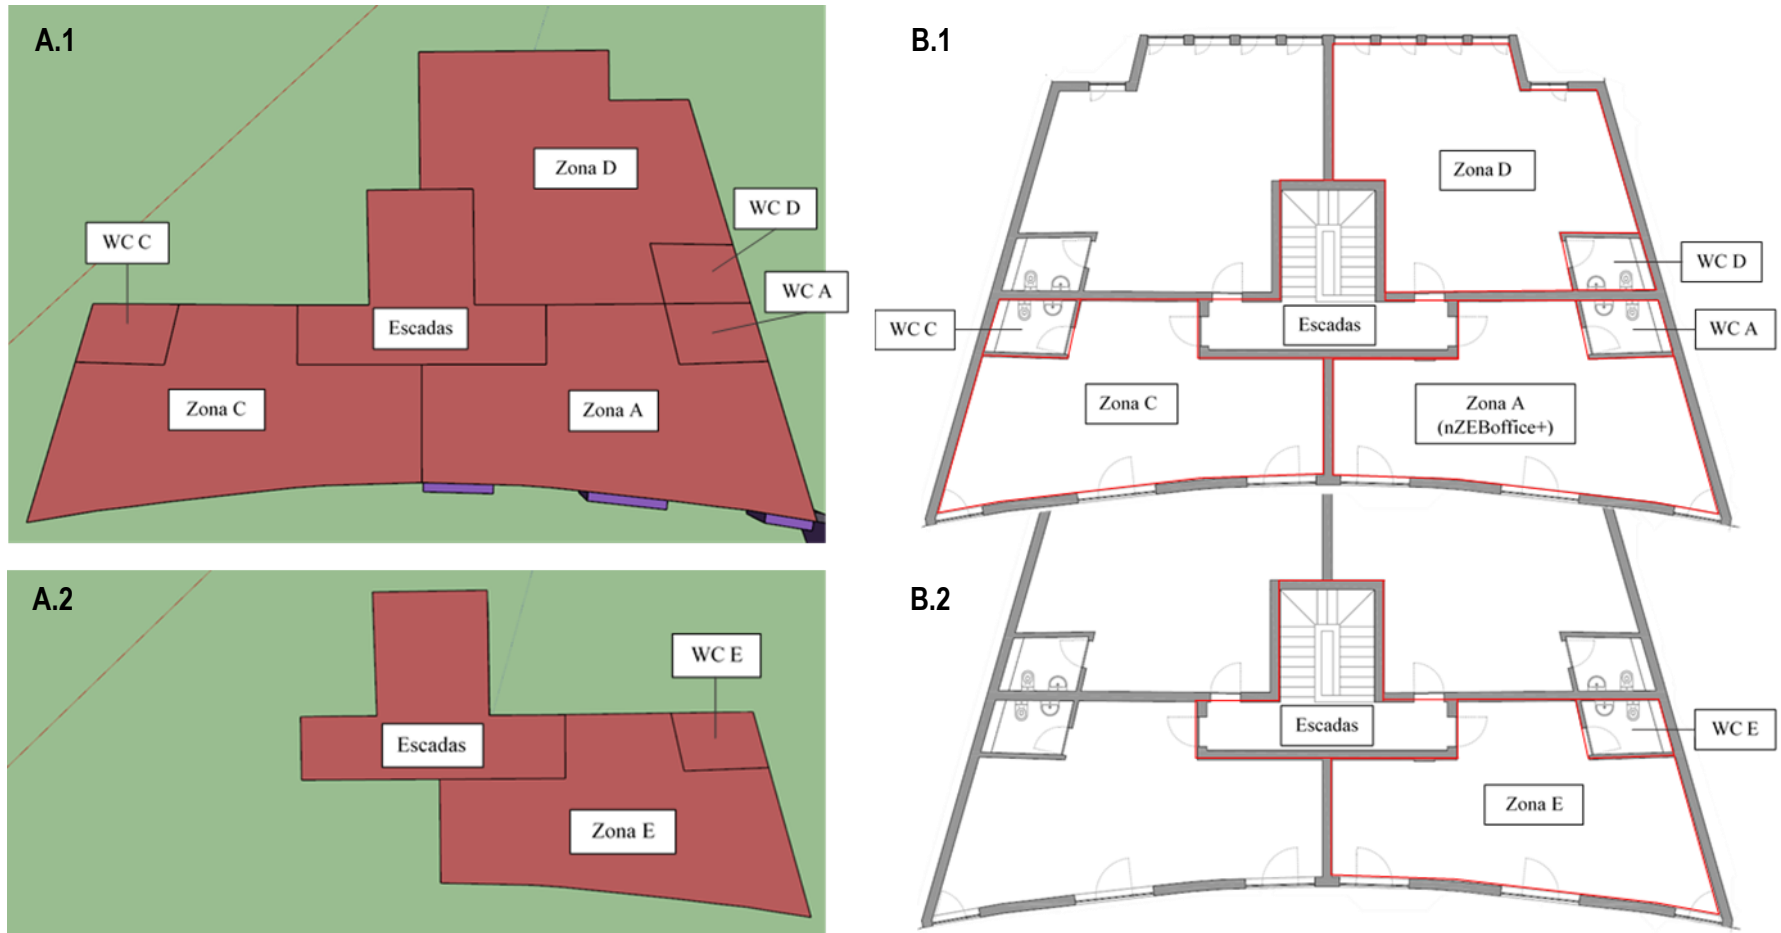 A.1
Zona D
WC D
WC C
WC A
Escadas
Zona C
Zona A
B.1
Zona D
WC D
WC C
Escadas
WC A
Zona C
Zona A
(nZEBoffice+)
A.2
WC E
Escadas
Zona E
B.2
Escadas
WC E
Zona E